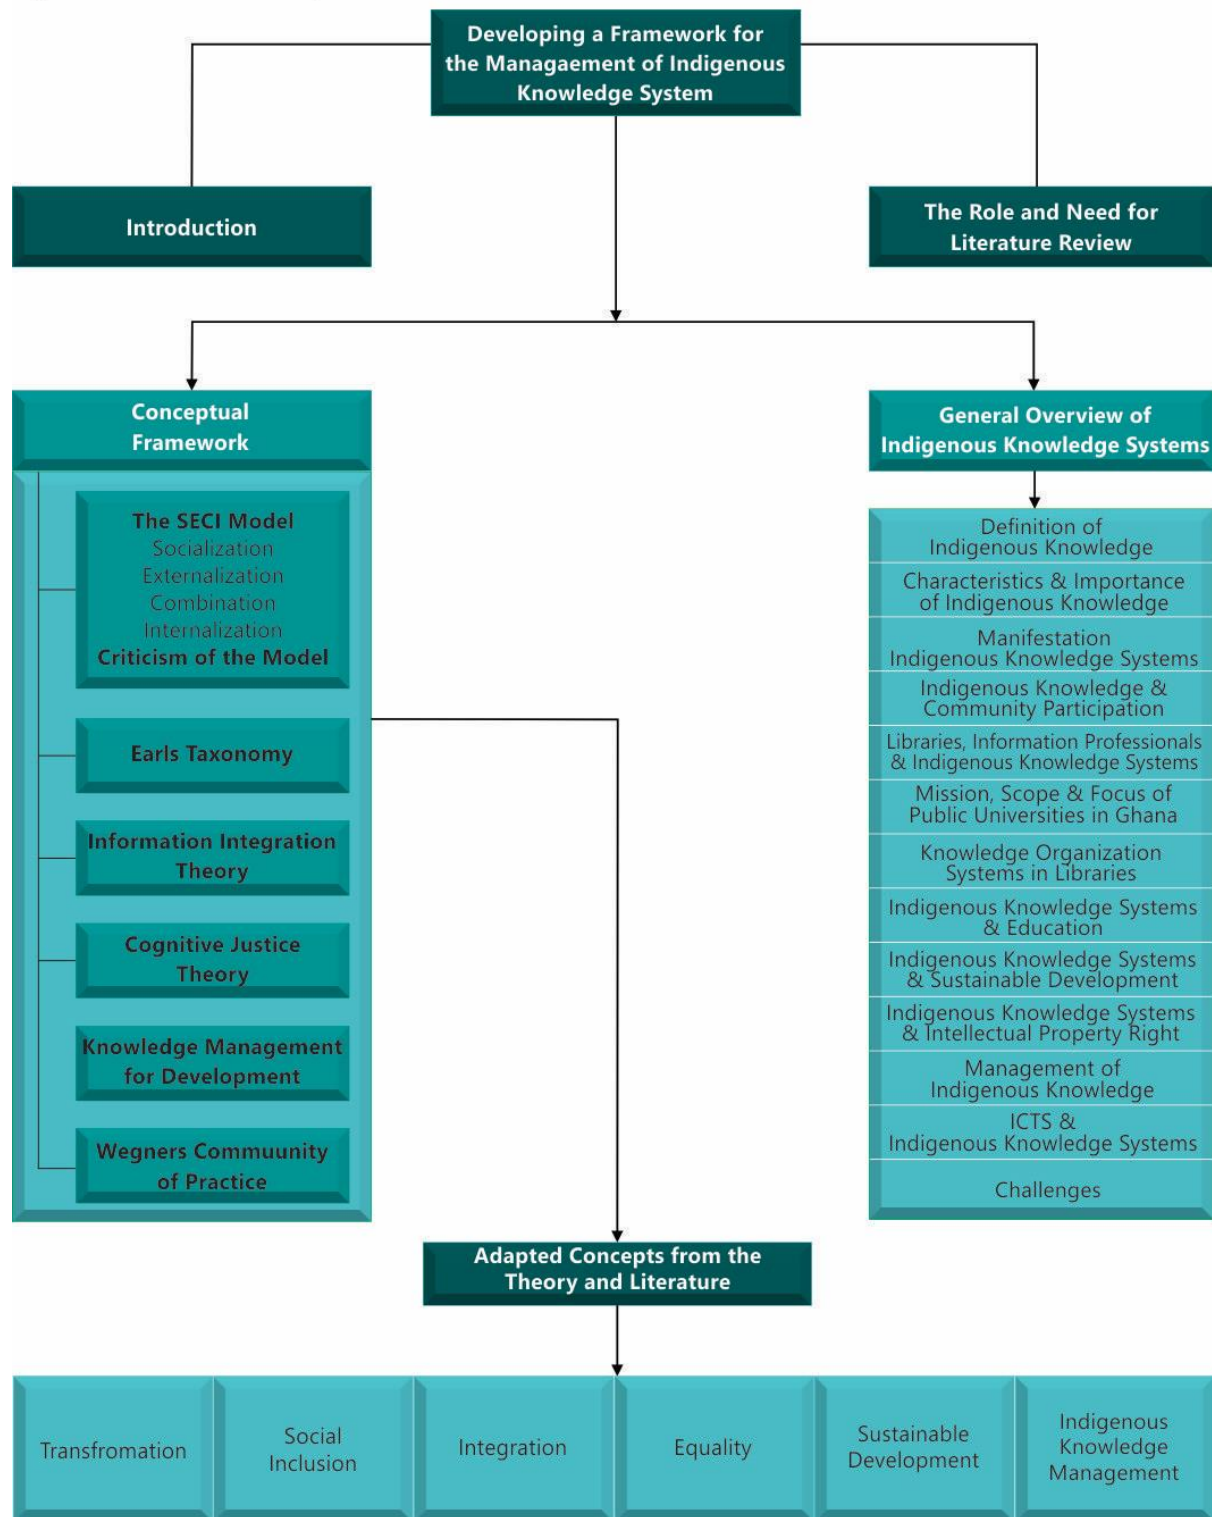 Developing a Framework for
the Managaement of Indigenous
Knowledge System
Introduction
The Role and Need for
Literature Review
Conceptual
Framework
The SECI Model
Socialization
Externalization
Combination
Internalization
Criticism of the Model
Earls Taxonomy
Information Integration
Theory
Cognitive Justice
Theory
Knowledge Management
for Development
Wegners Commuunity
of Practice
General Overview of
Indigenous Knowledge Systems
Definition of
Indigenous Knowledge
Characteristics & Importance
of Indigenous Knowledge
Manifestation
Indigenous Knowledge Systems
Indigenous Knowledge &
Community Participation
Libraries, Information Professionals
& Indigenous Knowledge Systems
Mission, Scope & Focus of
Public Universities in Ghana
Knowledge Organization
Systems in Libraries
Indigenous Knowledge Systems
& Education
Indigenous Knowledge Systems
& Sustainable Development
Indigenous Knowledge Systems
& Intellectual Property Right
Management of
Indigenous Knowledge
ICTS &
Indigenous Knowledge Systems
Challenges
Adapted Concepts from the
Theory and Literature
Transfromation
Social
Inclusion
Integration
Equality
Sustainable
Development
Indigenous
Knowledge
Management